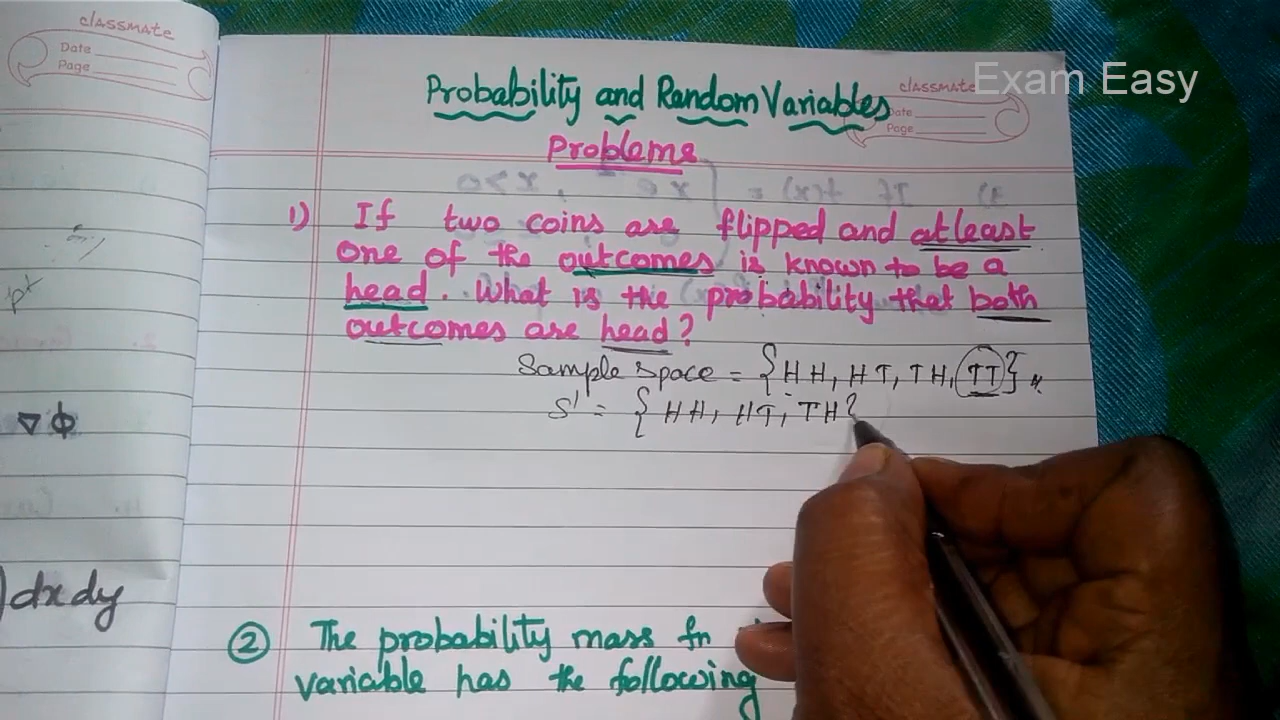 classmate
Date
Page
Exam Easy
classmate
Date
Page
Probability and Random Variables
Problems
1) If two coins are flipped and atleast
one of the outcomes is known to be a
head. What is the probability that both
outcomes are head?
Sample space = {HH, HT, TH, TT}
S' = {HH, HT, TH}
∇ϕ
)dxdy
② The probability mass fn
variable has the following